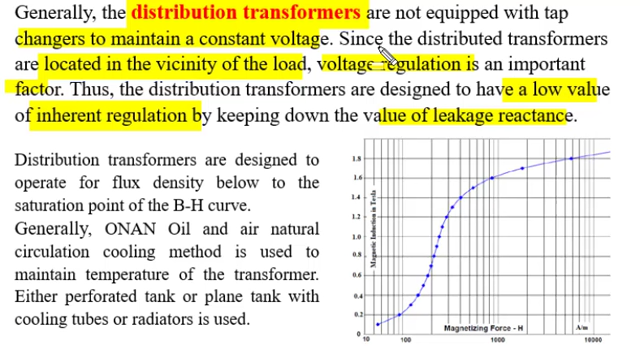 Generally, the distribution transformers are not equipped with tap
changers to maintain a constant voltage. Since the distributed transformers
are located in the vicinity of the load, voltage regulation is an important
factor. Thus, the distribution transformers are designed to have a low value
of inherent regulation by keeping down the value of leakage reactance.
Distribution transformers are designed to
operate for flux density below to the
saturation point of the B-H curve.
Generally, ONAN Oil and air natural
circulation cooling method is used to
maintain temperature of the transformer.
Either perforated tank or plane tank with
cooling tubes or radiators is used.
Magnetic Induction in Tesla
1.8
1.6
1.4
1.2
1.0
0.8
0.6
0.4
0.2
0
10 100 1000 10000
Magnetizing Force - H A/m